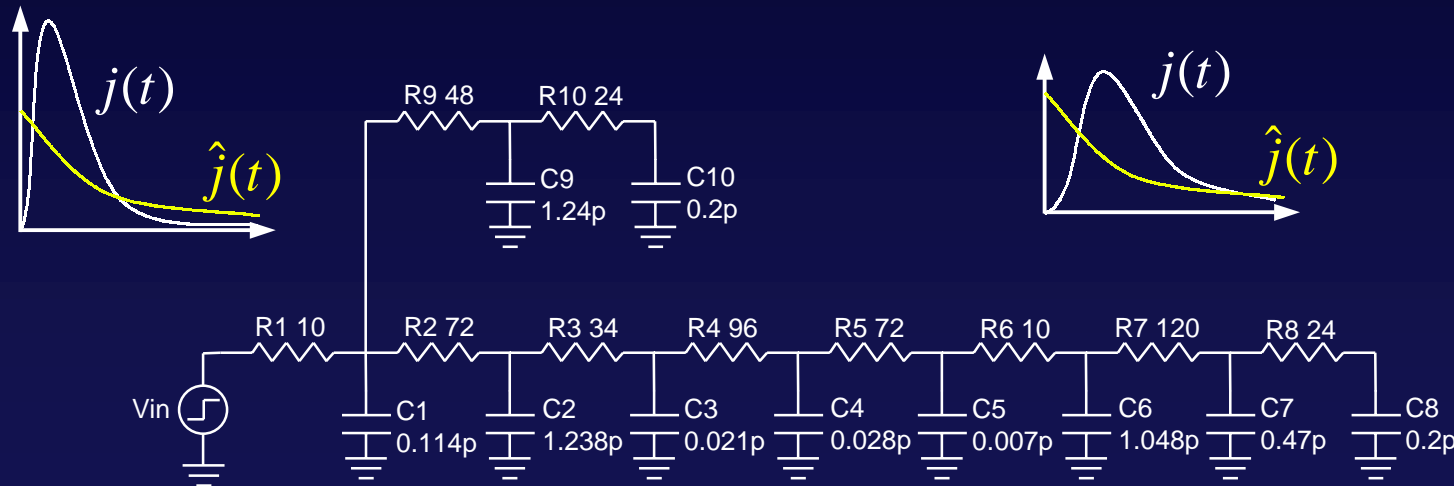 j(t)
ĵ(t)
j(t)
ĵ(t)
R9 48
R10 24
C9
1.24p
C10
0.2p
R1 10
R2 72
R3 34
R4 96
R5 72
R6 10
R7 120
R8 24
Vin
C1
0.114p
C2
1.238p
C3
0.021p
C4
0.028p
C5
0.007p
C6
1.048p
C7
0.47p
C8
0.2p